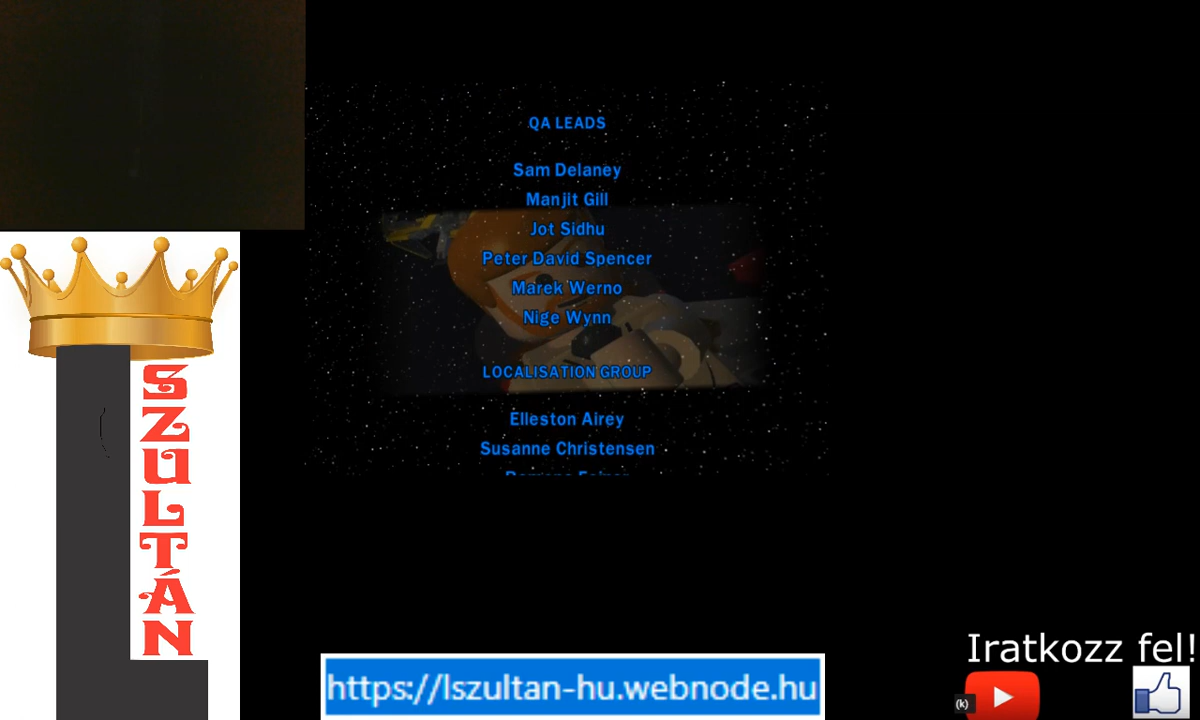 QA LEADS
Sam Delaney
Manjit Gill
Jot Sidhu
Peter David Spencer
Marek Werno
Nige Wynn
LOCALISATION GROUP
Elleston Airey
Susanne Christensen
L
SZULTÁN
https://lszultan-hu.webnode.hu
Iratkozz fel!
(k)